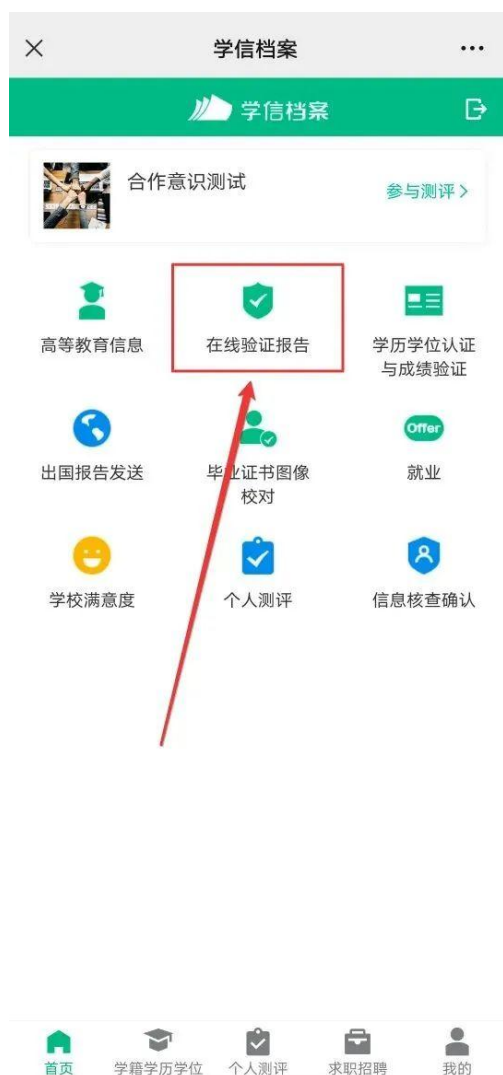 学信档案
学信档案
合作意识测试
参与测评
高等教育信息
在线验证报告
学历学位认证
与成绩验证
出国报告发送
毕业证书图像
校对
Offer
就业
学校满意度
个人测评
信息核查确认
首页
学籍学历学位
个人测评
求职招聘
我的